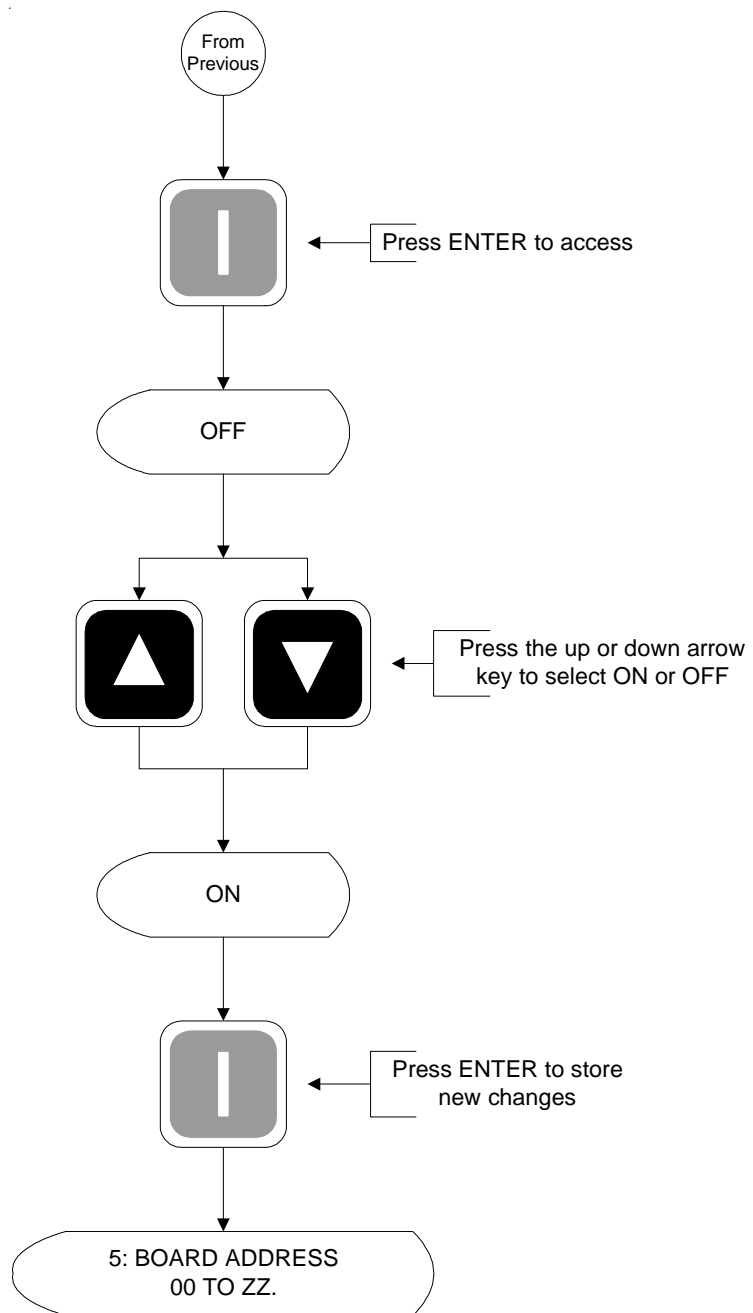 From
Previous
Press ENTER to access
OFF
Press the up or down arrow
key to select ON or OFF
ON
Press ENTER to store
new changes
5: BOARD ADDRESS
00 TO ZZ.